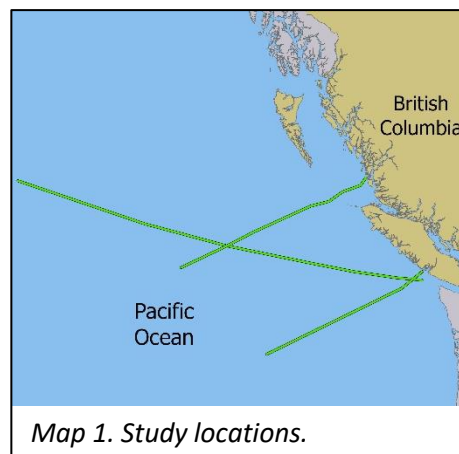 British
Columbia
Pacific
Ocean
Map 1. Study locations.